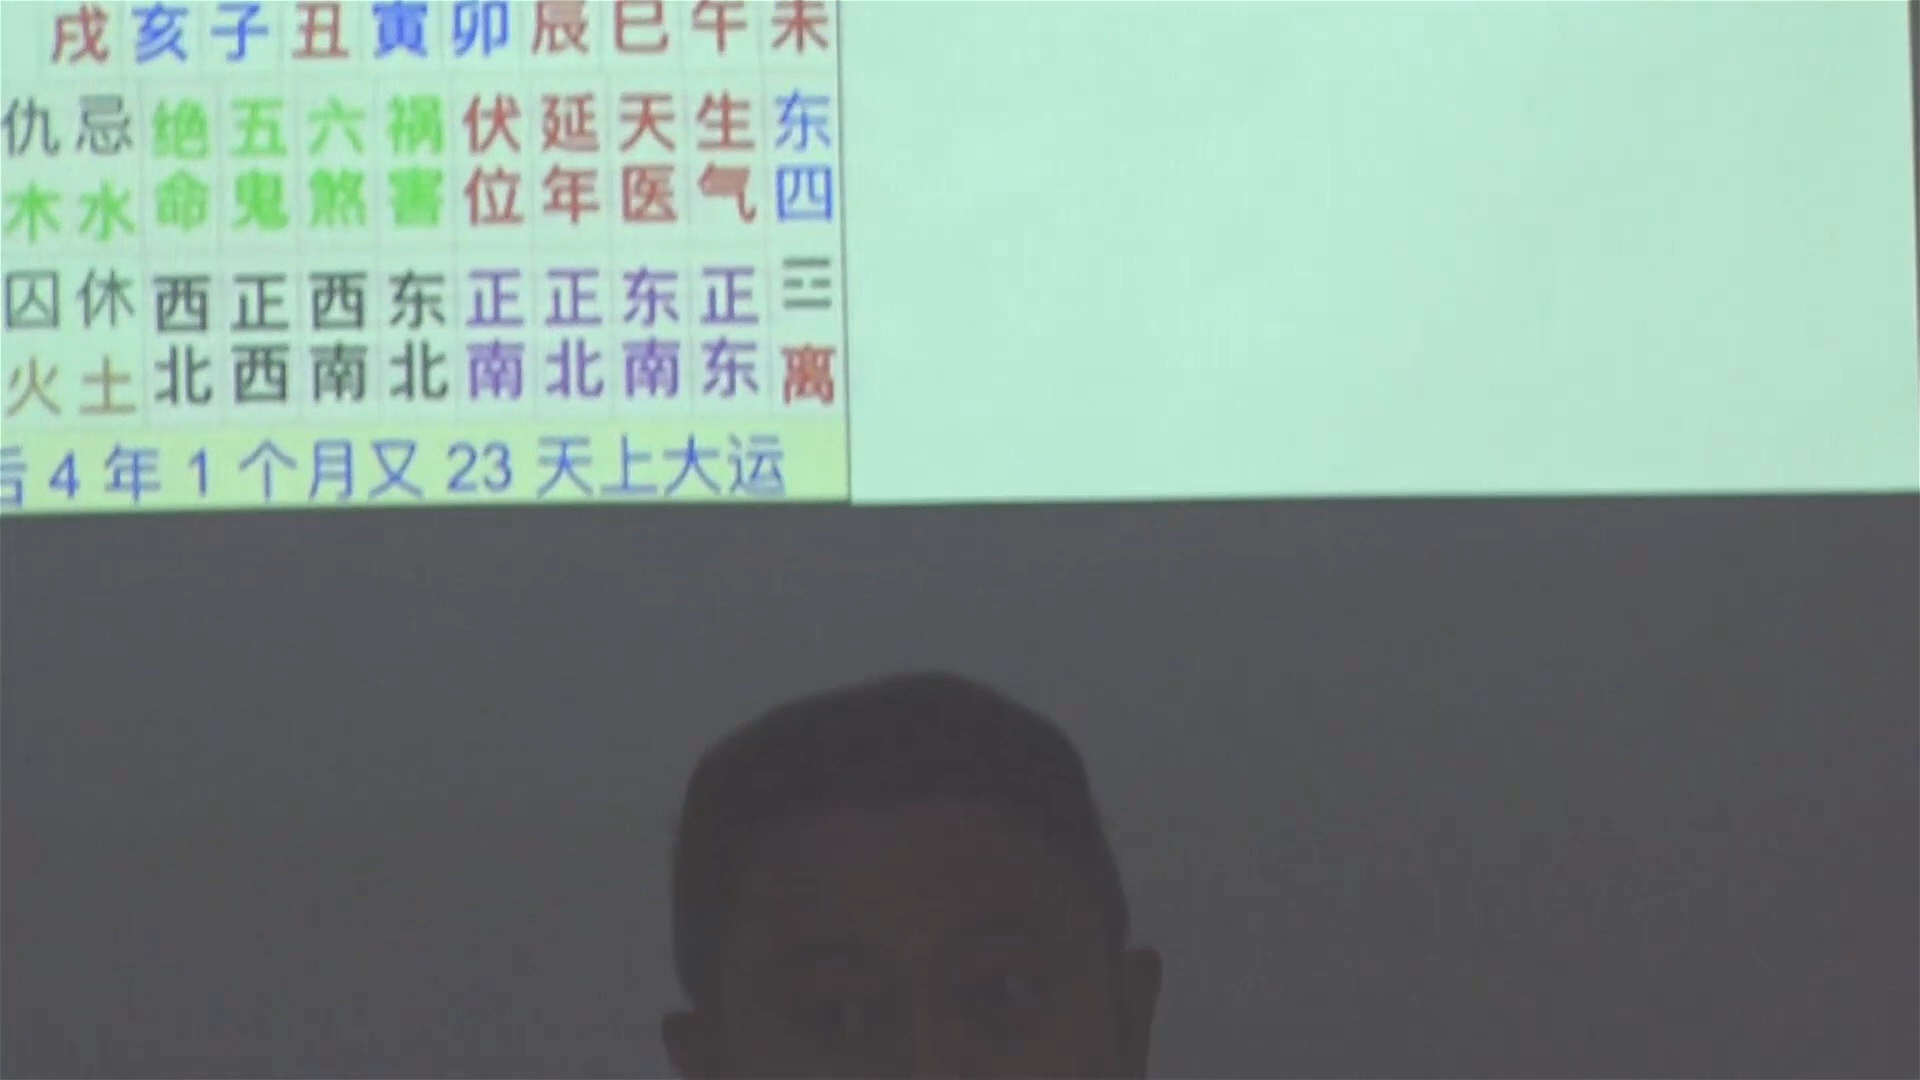 戌 亥 子 丑 寅 卯 辰 巳 午 未
仇 忌 绝 五 六 祸 伏 延 天 生 东
木 水 命 鬼 煞 害 位 年 医 气 四
囚 休 西 正 西 东 正 正 东 正 ☲
火 土 北 西 南 北 南 北 南 东 离
后 4 年 1 个月又 23 天上大运